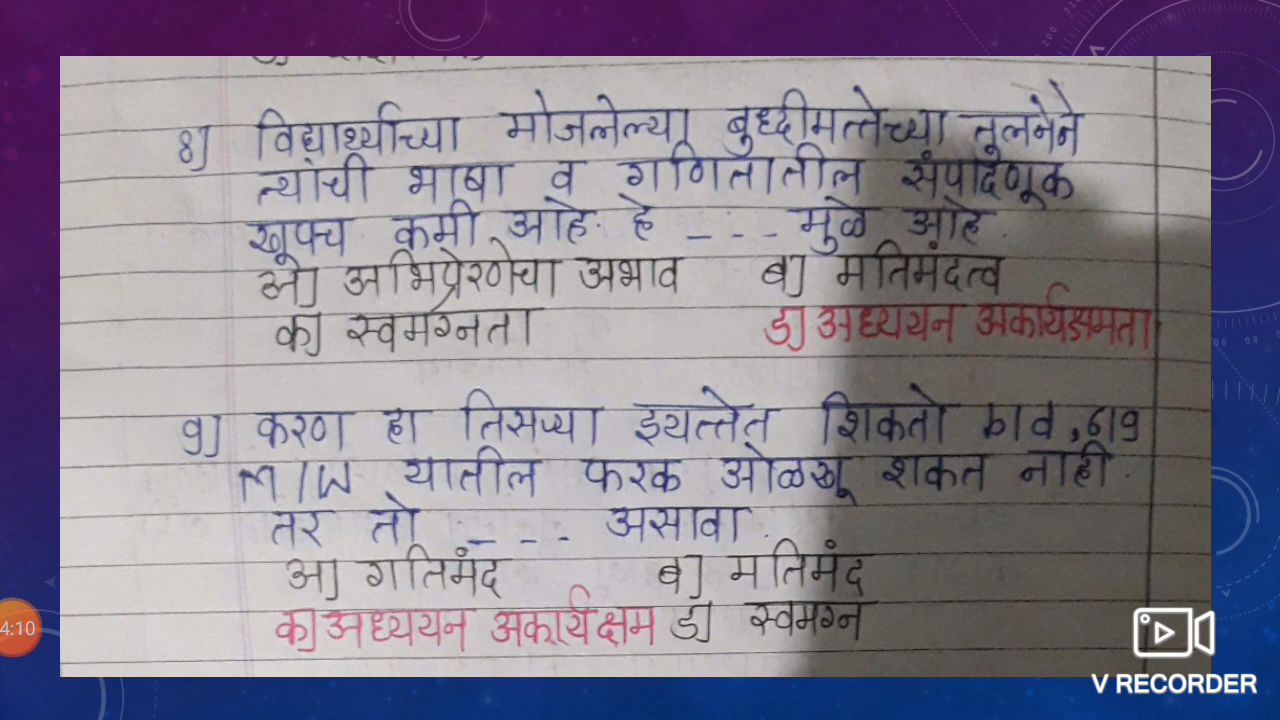 8) विद्यार्थ्यांच्या मोजलेल्या बुध्दीमत्तेच्या तुलनेने
त्यांची भाषा व गणितातील संपादणूक
खूपच कमी आहे. हे _ _ _ मुळे आहे.
अ) अभिप्रेरणेचा अभाव ब) मतिमंदत्व
क) स्वमग्नता ड) अध्ययन अकार्यक्षमता
9) करण हा तिसऱ्या इयत्तेत शिकतो b/d, 6/9
M/W यातील फरक ओळखू शकत नाही.
तर तो _ _ _ असावा.
अ) गतिमंद ब) मतिमंद
क) अध्ययन अकार्यक्षम ड) स्वमग्न
4:10
V RECORDER